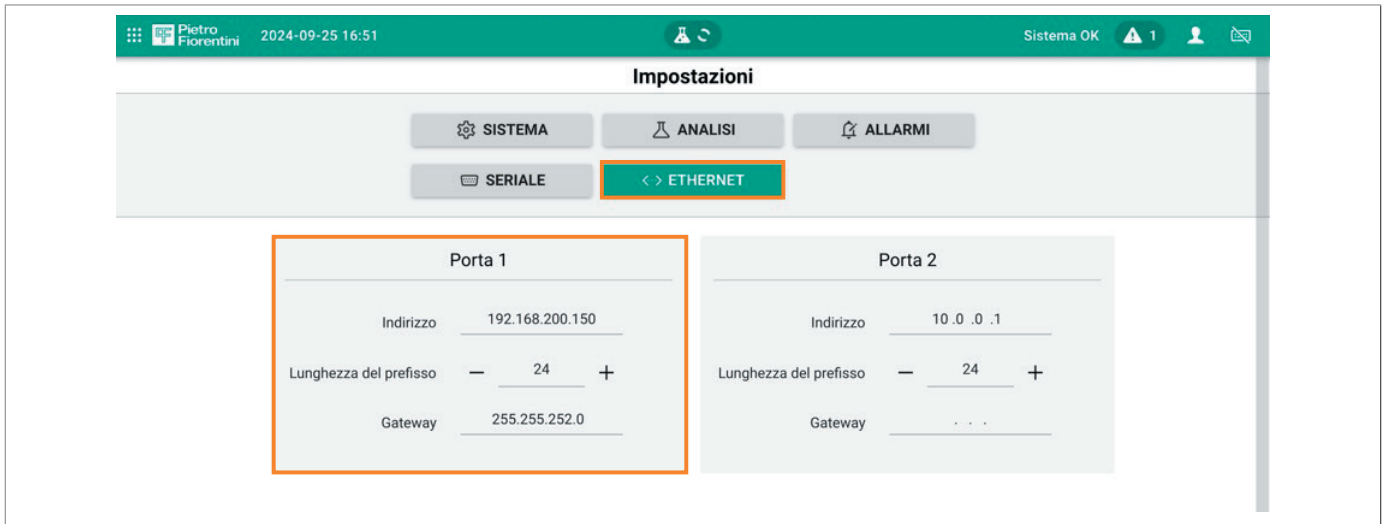 Pietro
Fiorentini
2024-09-25 16:51
Sistema OK
1
Impostazioni
SISTEMA
ANALISI
ALLARMI
SERIALE
<> ETHERNET
Porta 1
Indirizzo 192.168.200.150
Lunghezza del prefisso — 24 +
Gateway 255.255.252.0
Porta 2
Indirizzo 10 .0 .0 .1
Lunghezza del prefisso — 24 +
Gateway . . .